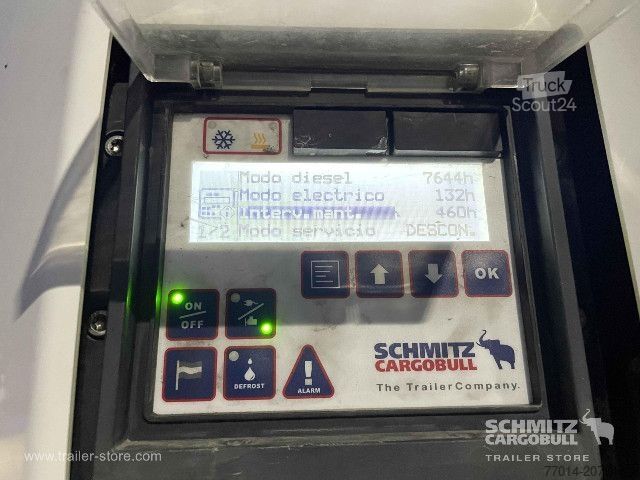 Truck
Scout24
Modo diesel 7644h
Modo electrico 132h
Interv.mant. 460h
1/2 Modo servicio DESCON.
OK
ON
OFF
DEFROST
ALARM
SCHMITZ
CARGOBULL
The TrailerCompany.
SCHMITZ
CARGOBULL
TRAILER STORE
www.trailer-store.com